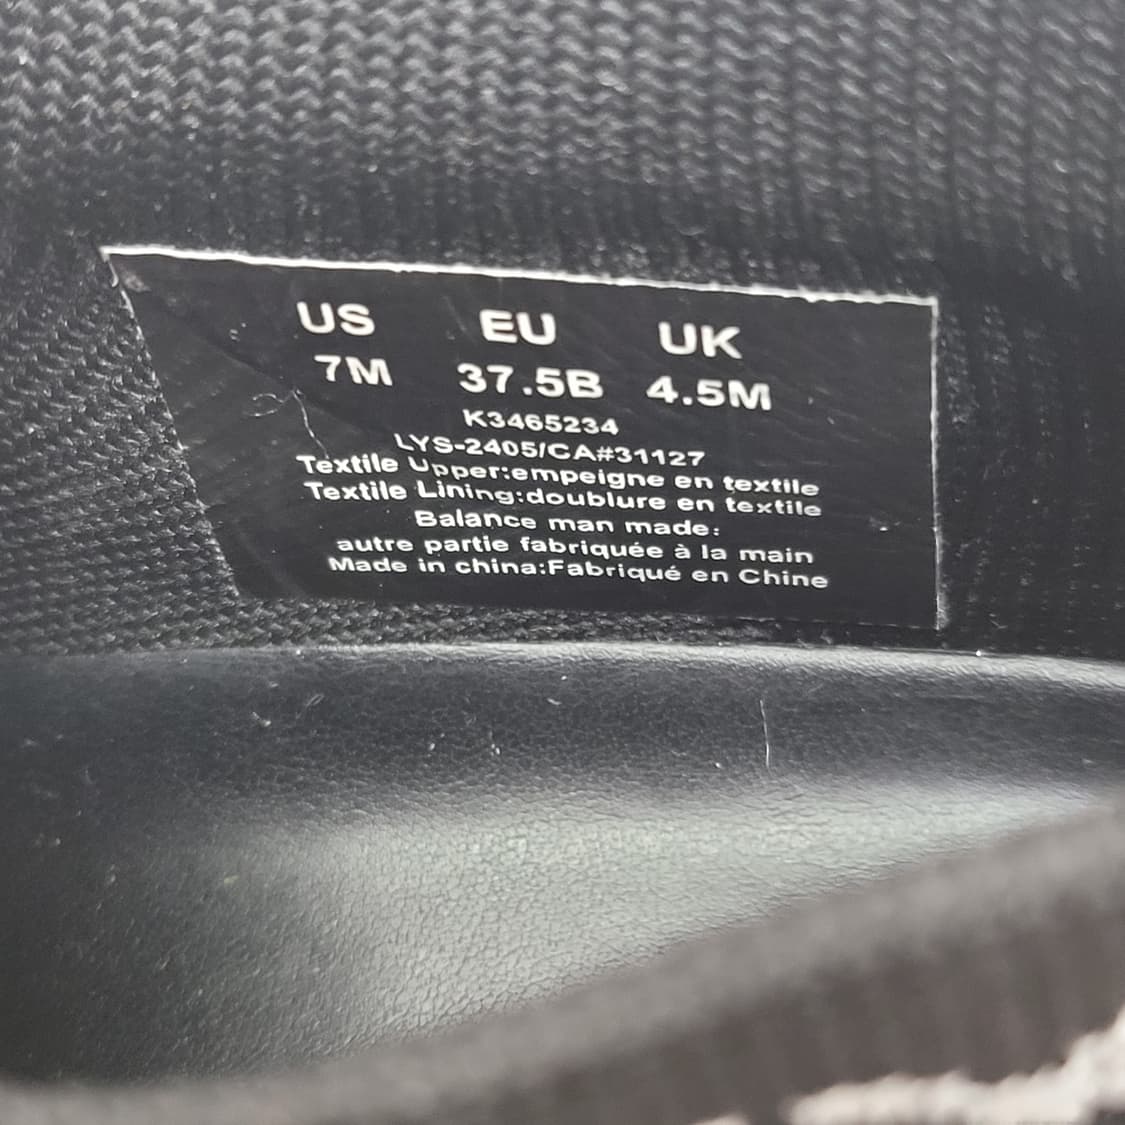 US EU UK
7M 37.5B 4.5M
K3465234
LYS-2405/CA#31127
Textile Upper:empeigne en textile
Textile Lining:doublure en textile
Balance man made:
autre partie fabriquée à la main
Made in china:Fabriqué en Chine